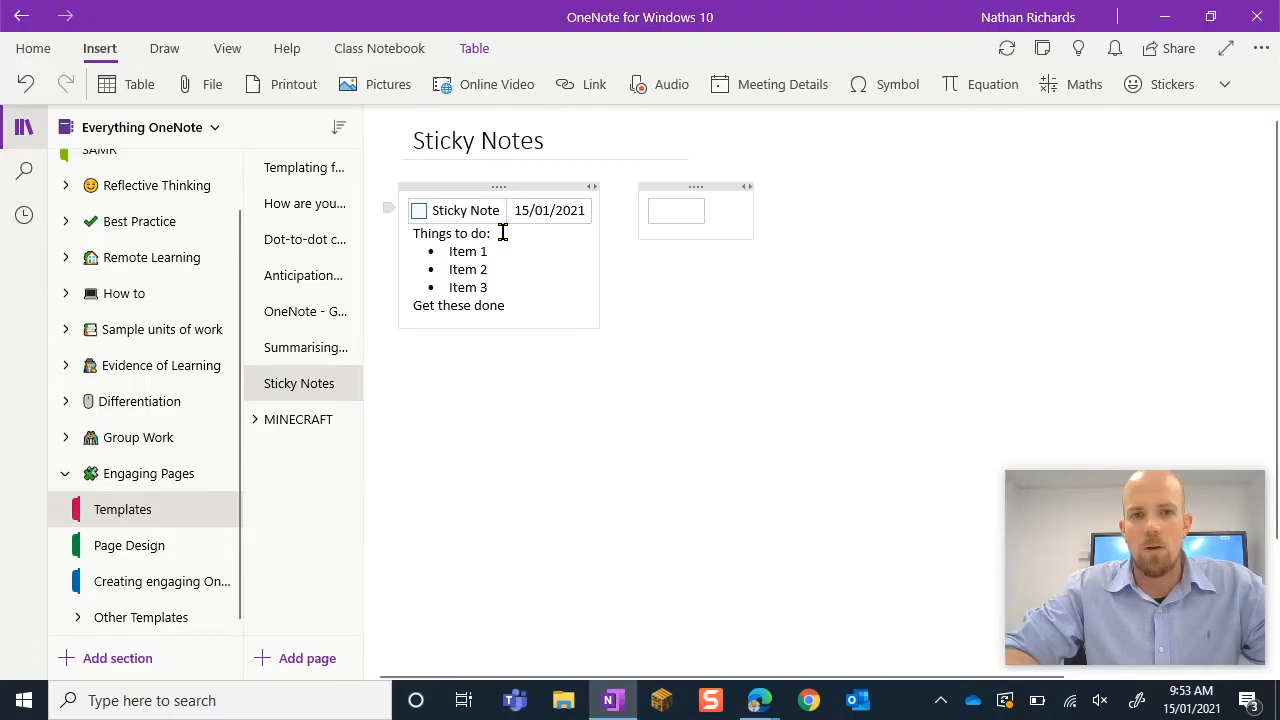 OneNote for Windows 10
Nathan Richards
Home
Insert
Draw
View
Help
Class Notebook
Table
Share
Table
File
Printout
Pictures
Online Video
Link
Audio
Meeting Details
Symbol
Equation
Maths
Stickers
Everything OneNote
SAMR
Reflective Thinking
Best Practice
Remote Learning
How to
Sample units of work
Evidence of Learning
Differentiation
Group Work
Engaging Pages
Templates
Page Design
Creating engaging On...
Other Templates
Add section
Templating f...
How are you...
Dot-to-dot c...
Anticipation...
OneNote - G...
Summarising...
Sticky Notes
MINECRAFT
Add page
Sticky Notes
Sticky Note 15/01/2021
Things to do:
• Item 1
• Item 2
• Item 3
Get these done
Type here to search
9:53 AM
15/01/2021
3